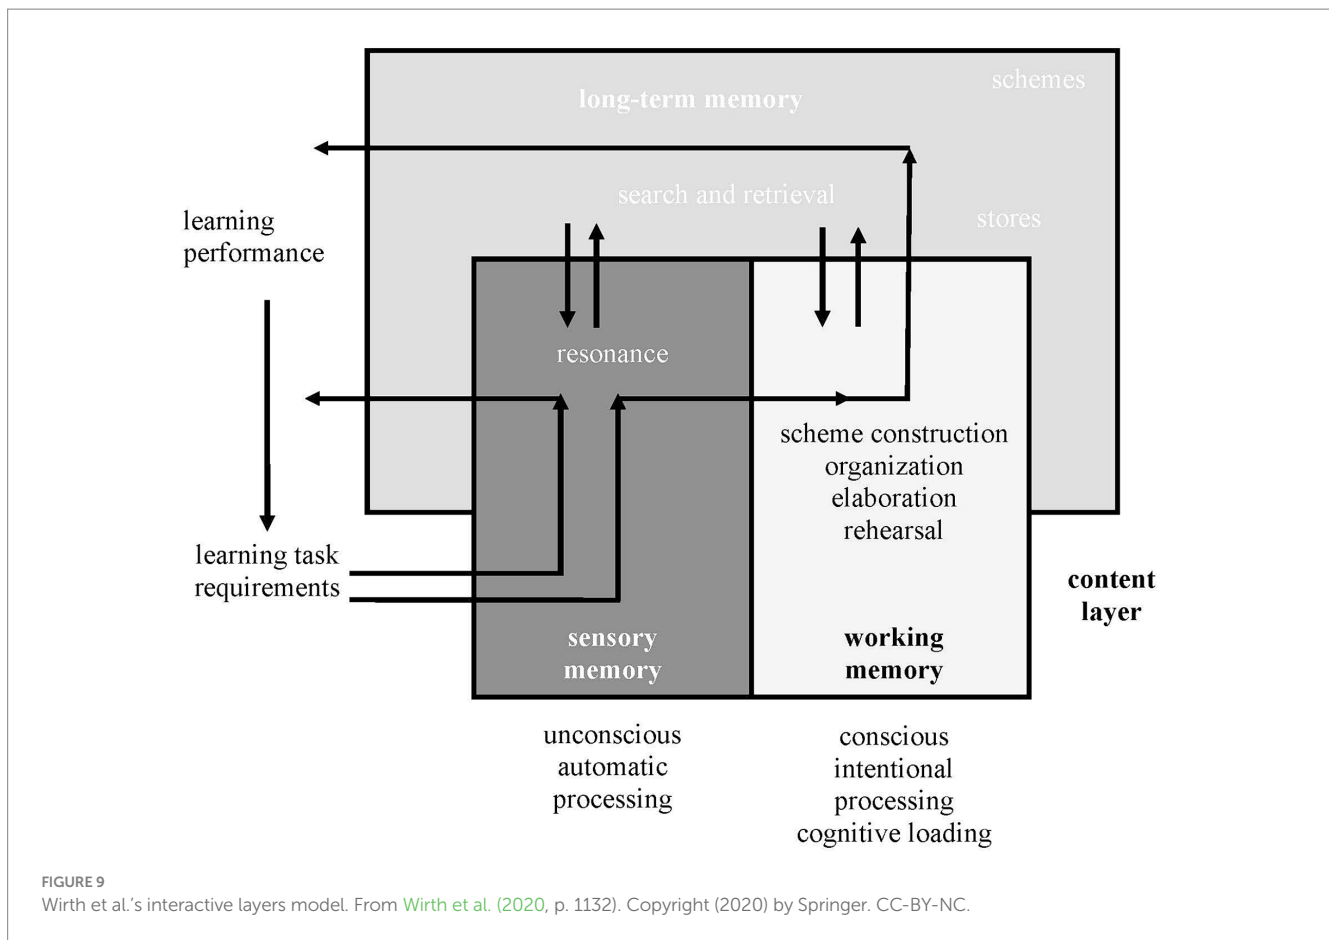 schemes
long-term memory
search and retrieval
stores
learning
performance
resonance
scheme construction
organization
elaboration
rehearsal
learning task
requirements
content
layer
sensory
memory
working
memory
unconscious
automatic
processing
conscious
intentional
processing
cognitive loading
FIGURE 9
Wirth et al.'s interactive layers model. From Wirth et al. (2020, p. 1132). Copyright (2020) by Springer. CC-BY-NC.